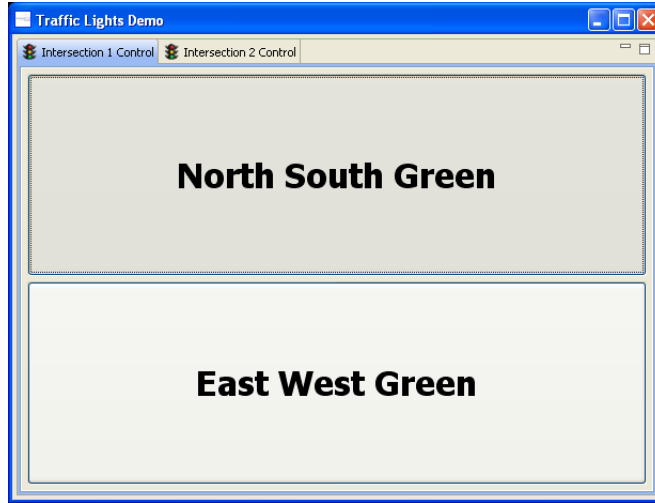 Traffic Lights Demo
Intersection 1 Control Intersection 2 Control
North South Green
East West Green